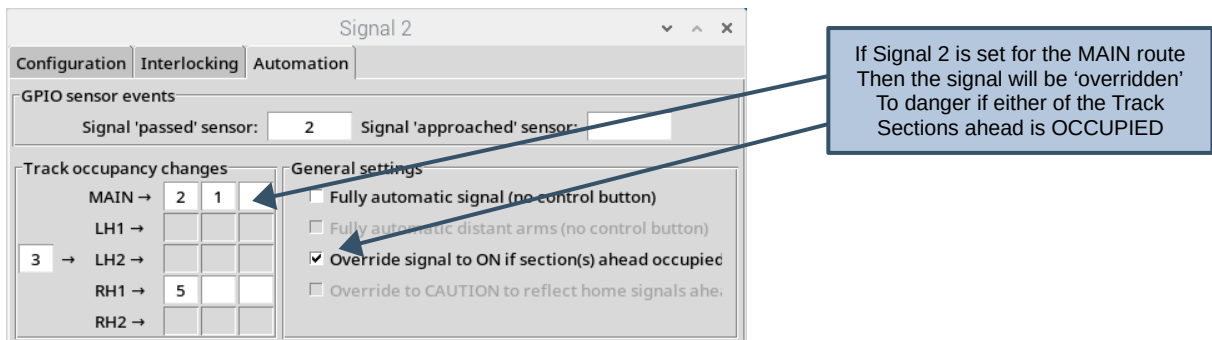 Signal 2
Configuration Interlocking Automation
GPIO sensor events
Signal 'passed' sensor: 2 Signal 'approached' sensor:
Track occupancy changes
MAIN → 2 1
LH1 →
3 → LH2 →
RH1 → 5
RH2 →
General settings
Fully automatic signal (no control button)
Fully automatic distant arms (no control button)
Override signal to ON if section(s) ahead occupied
Override to CAUTION to reflect home signals
If Signal 2 is set for the MAIN route
Then the signal will be ‘overridden’
To danger if either of the Track
Sections ahead is OCCUPIED